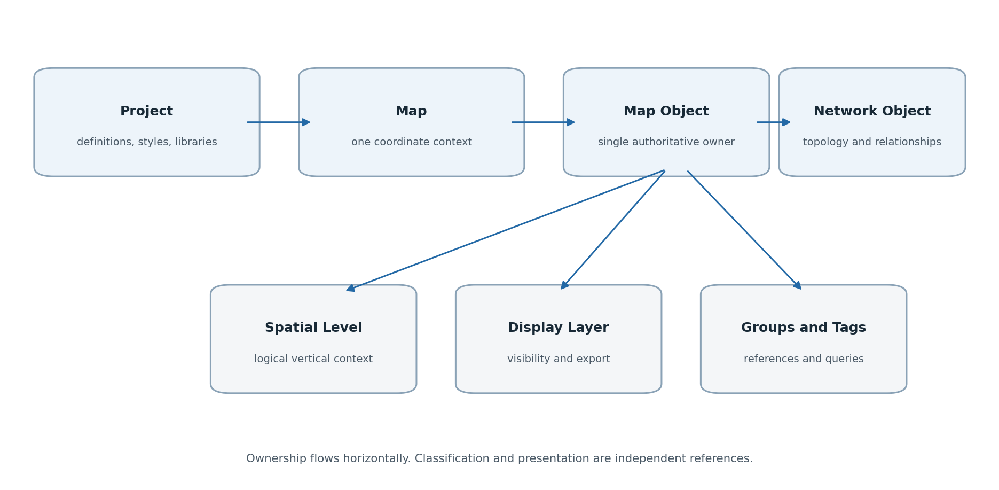 Project
definitions, styles, libraries
Map
one coordinate context
Map Object
single authoritative owner
Network Object
topology and relationships
Spatial Level
logical vertical context
Display Layer
visibility and export
Groups and Tags
references and queries
Ownership flows horizontally. Classification and presentation are independent references.